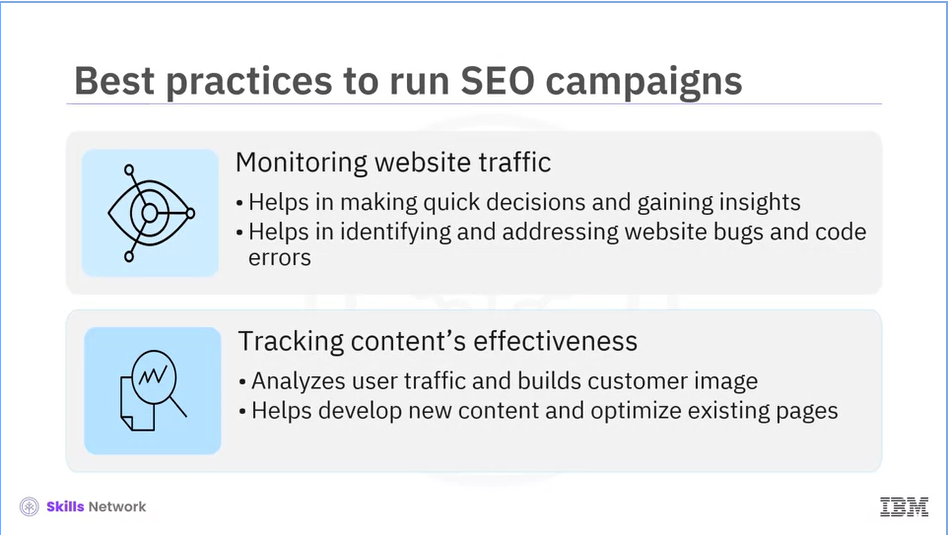 Best practices to run SEO campaigns
Monitoring website traffic
• Helps in making quick decisions and gaining insights
• Helps in identifying and addressing website bugs and code
errors
Tracking content’s effectiveness
• Analyzes user traffic and builds customer image
• Helps develop new content and optimize existing pages
Skills Network
IBM